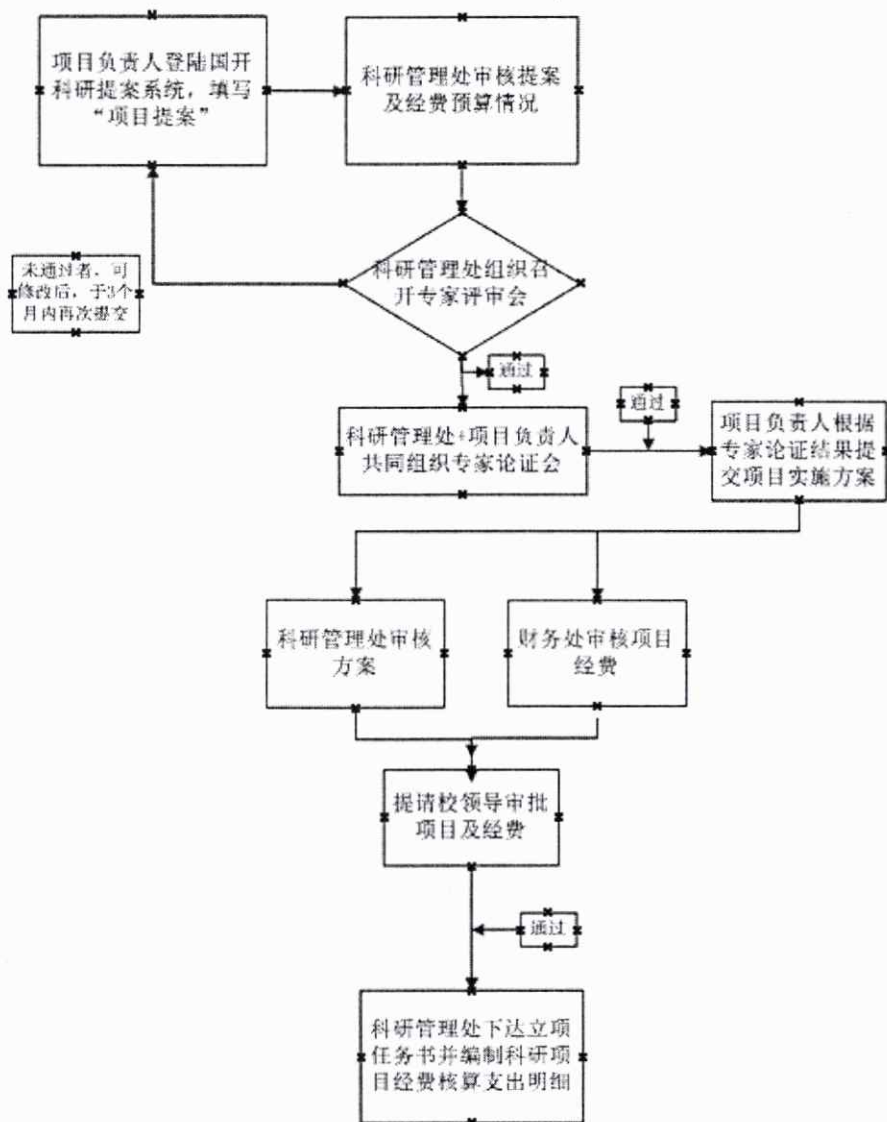 项目负责人登陆国开
科研提案系统，填写
“项目提案”
科研管理处审核提案
及经费预算情况
科研管理处组织召
开专家评审会
未通过者，可
修改后，于3个
月内再次提交
通过
科研管理处+项目负责人
共同组织专家论证会
通过
项目负责人根据
专家论证结果提
交项目实施方案
科研管理处审核
方案
财务处审核项目
经费
提请校领导审批
项目及经费
通过
科研管理处下达立项
任务书并编制科研项
目经费核算支出明细